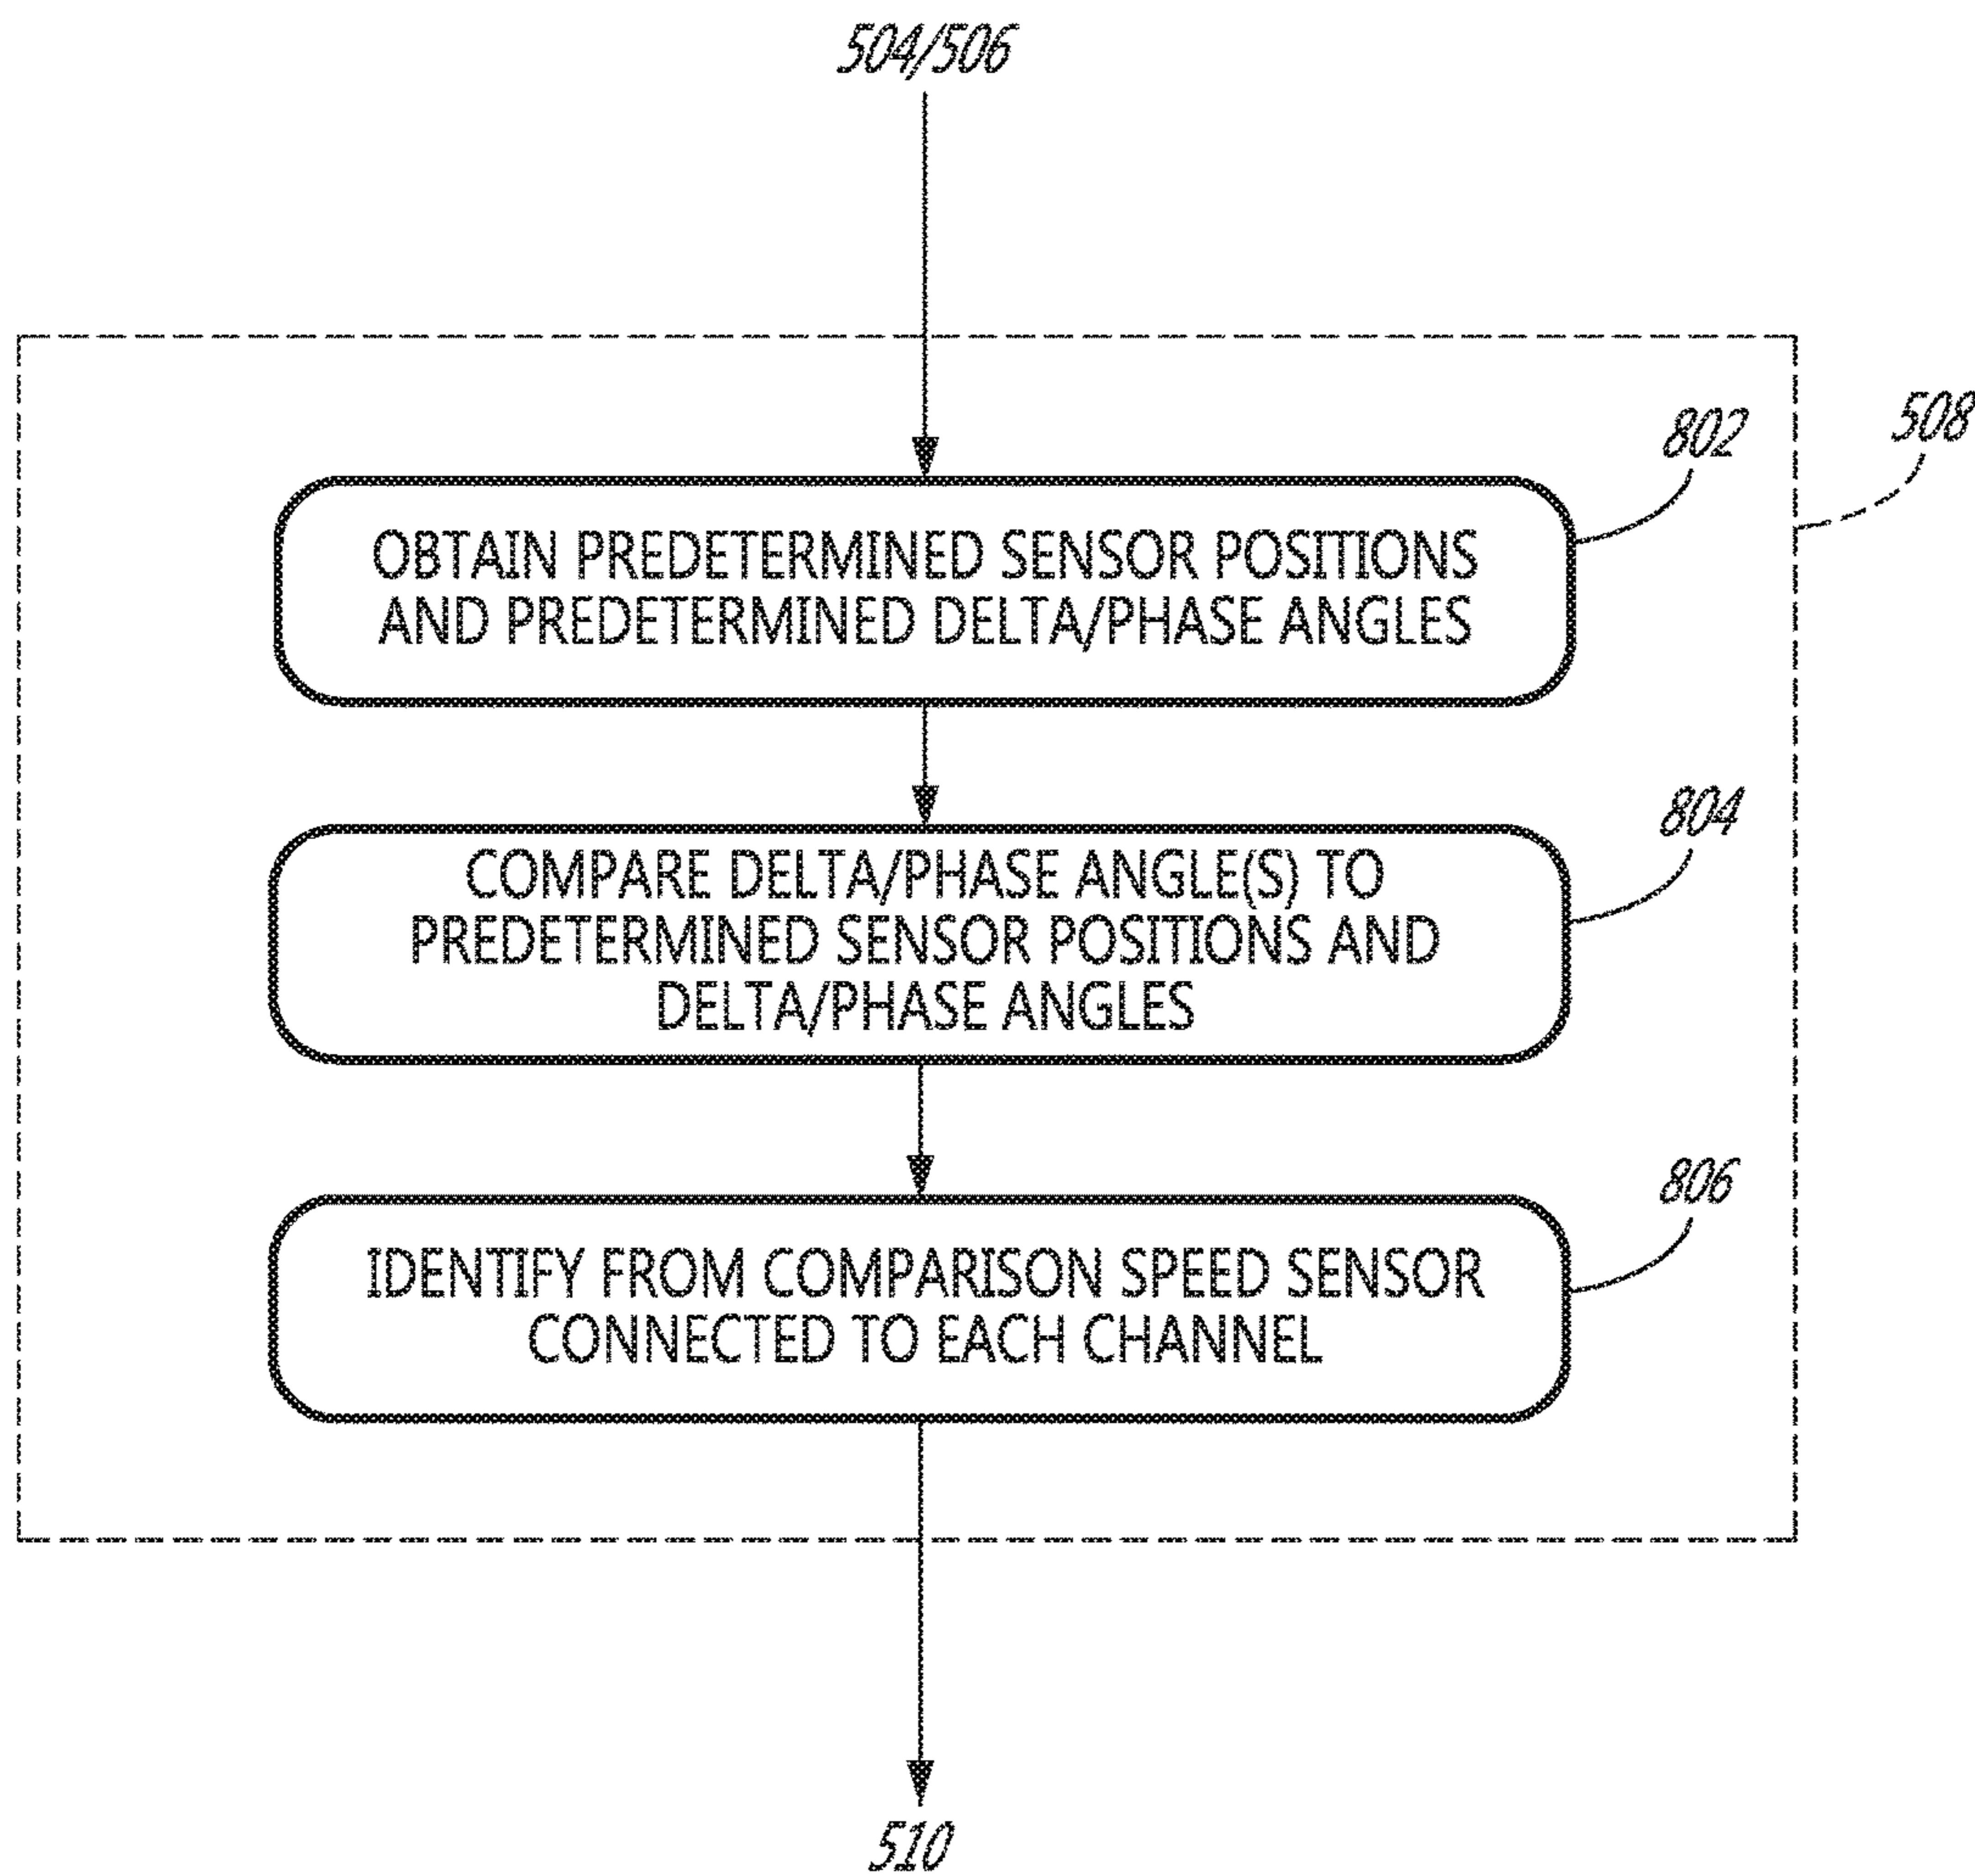 504/506
802
508
OBTAIN PREDETERMINED SENSOR POSITIONS
AND PREDETERMINED DELTA/PHASE ANGLES
804
COMPARE DELTA/PHASE ANGLE(S) TO
PREDETERMINED SENSOR POSITIONS AND
DELTA/PHASE ANGLES
806
IDENTIFY FROM COMPARISON SPEED SENSOR
CONNECTED TO EACH CHANNEL
510